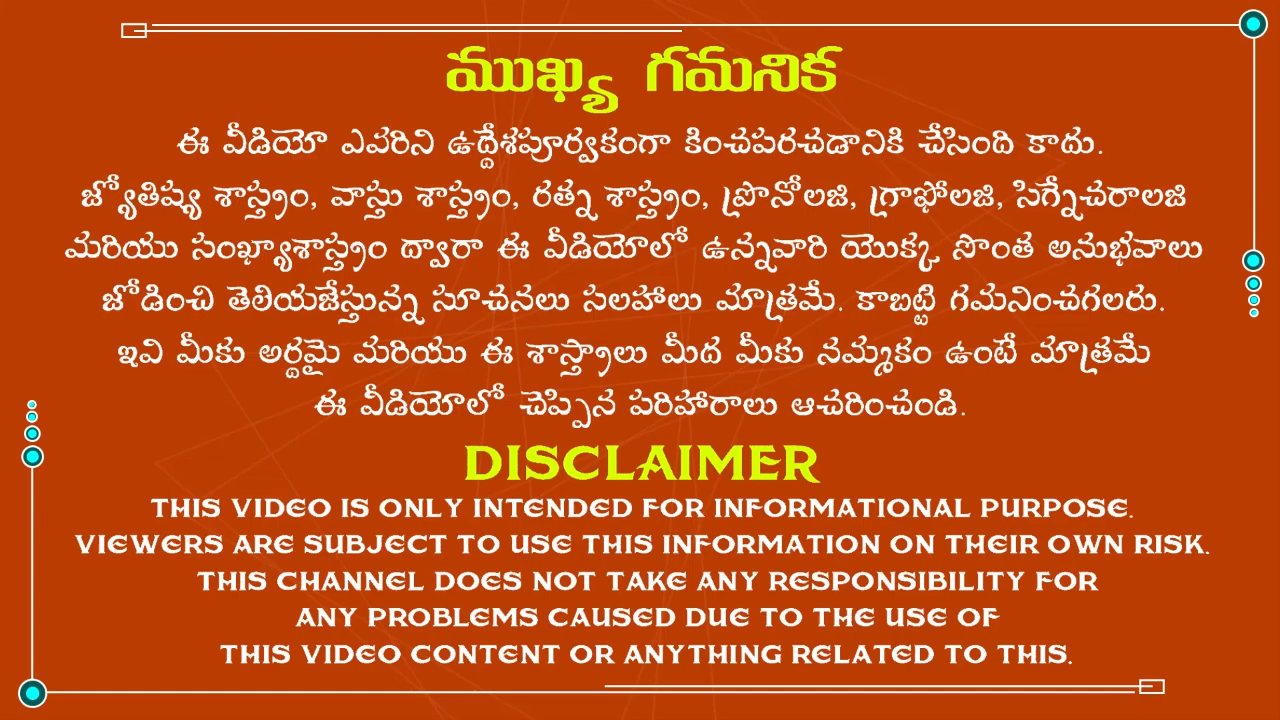 ముఖ్య గమనిక
ఈ వీడియో ఎవరిని ఉద్దేశపూర్వకంగా కించపరచడానికి చేసింది కాదు.
జ్యోతిష్య శాస్త్రం, వాస్తు శాస్త్రం, రత్న శాస్త్రం, ప్రొనోలజి, గ్రాఫోలజి, సిగ్నేచరాలజి
మరియు సంఖ్యాశాస్త్రం ద్వారా ఈ వీడియోలో ఉన్నవారి యొక్క సొంత అనుభవాలు
జోడించి తెలియజేస్తున్న సూచనలు సలహాలు మాత్రమే. కాబట్టి గమనించగలరు.
ఇవి మీకు అర్థమై మరియు ఈ శాస్త్రాలు మీద మీకు నమ్మకం ఉంటే మాత్రమే
ఈ వీడియోలో చెప్పిన పరిహారాలు ఆచరించండి.
DISCLAIMER
THIS VIDEO IS ONLY INTENDED FOR INFORMATIONAL PURPOSE.
VIEWERS ARE SUBJECT TO USE THIS INFORMATION ON THEIR OWN RISK.
THIS CHANNEL DOES NOT TAKE ANY RESPONSIBILITY FOR
ANY PROBLEMS CAUSED DUE TO THE USE OF
THIS VIDEO CONTENT OR ANYTHING RELATED TO THIS.